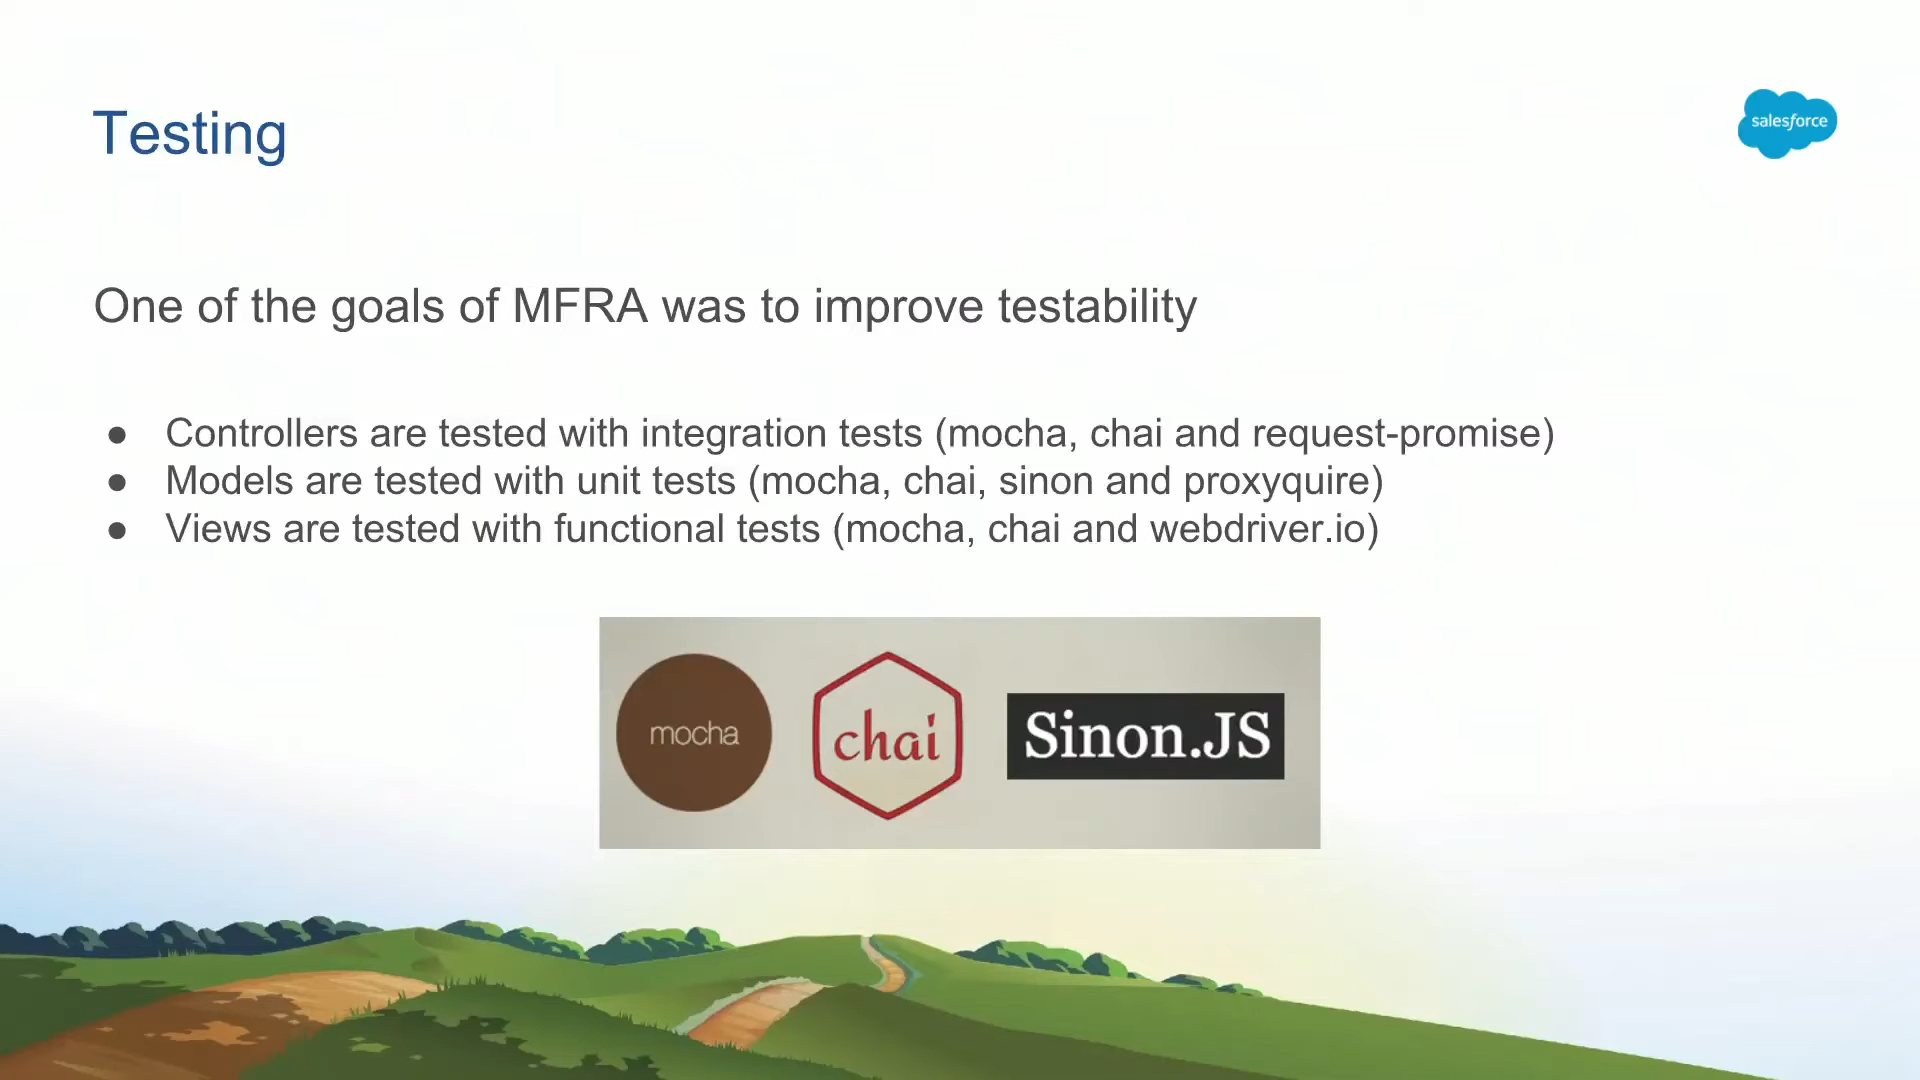 Testing
salesforce
One of the goals of MFRA was to improve testability
● Controllers are tested with integration tests (mocha, chai and request-promise)
● Models are tested with unit tests (mocha, chai, sinon and proxyquire)
● Views are tested with functional tests (mocha, chai and webdriver.io)
mocha
chai
Sinon.JS